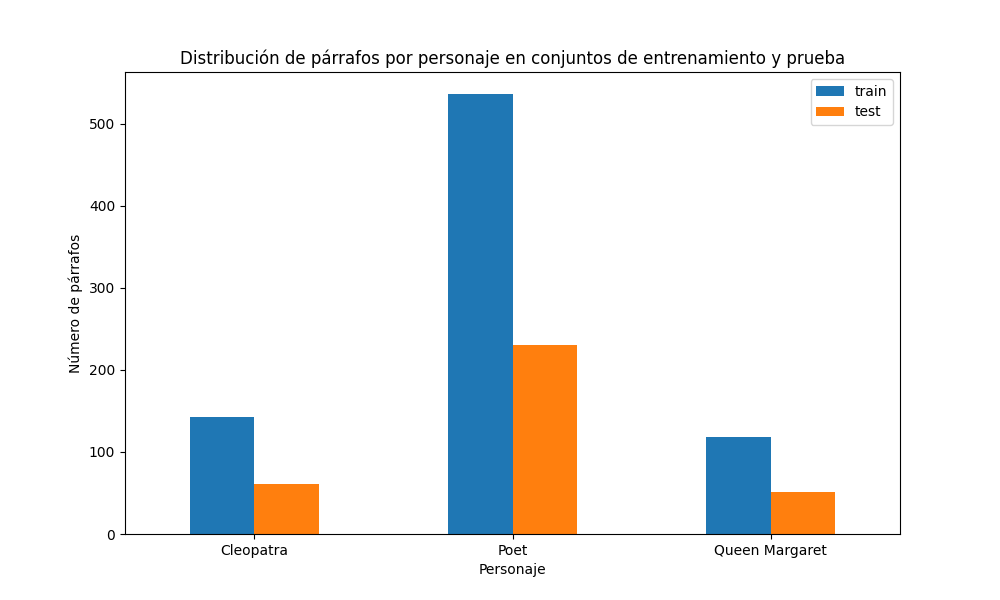 Distribución de párrafos por personaje en conjuntos de entrenamiento y prueba
train
test
500
400
300
200
100
0
Número de párrafos
Cleopatra
Poet
Queen Margaret
Personaje